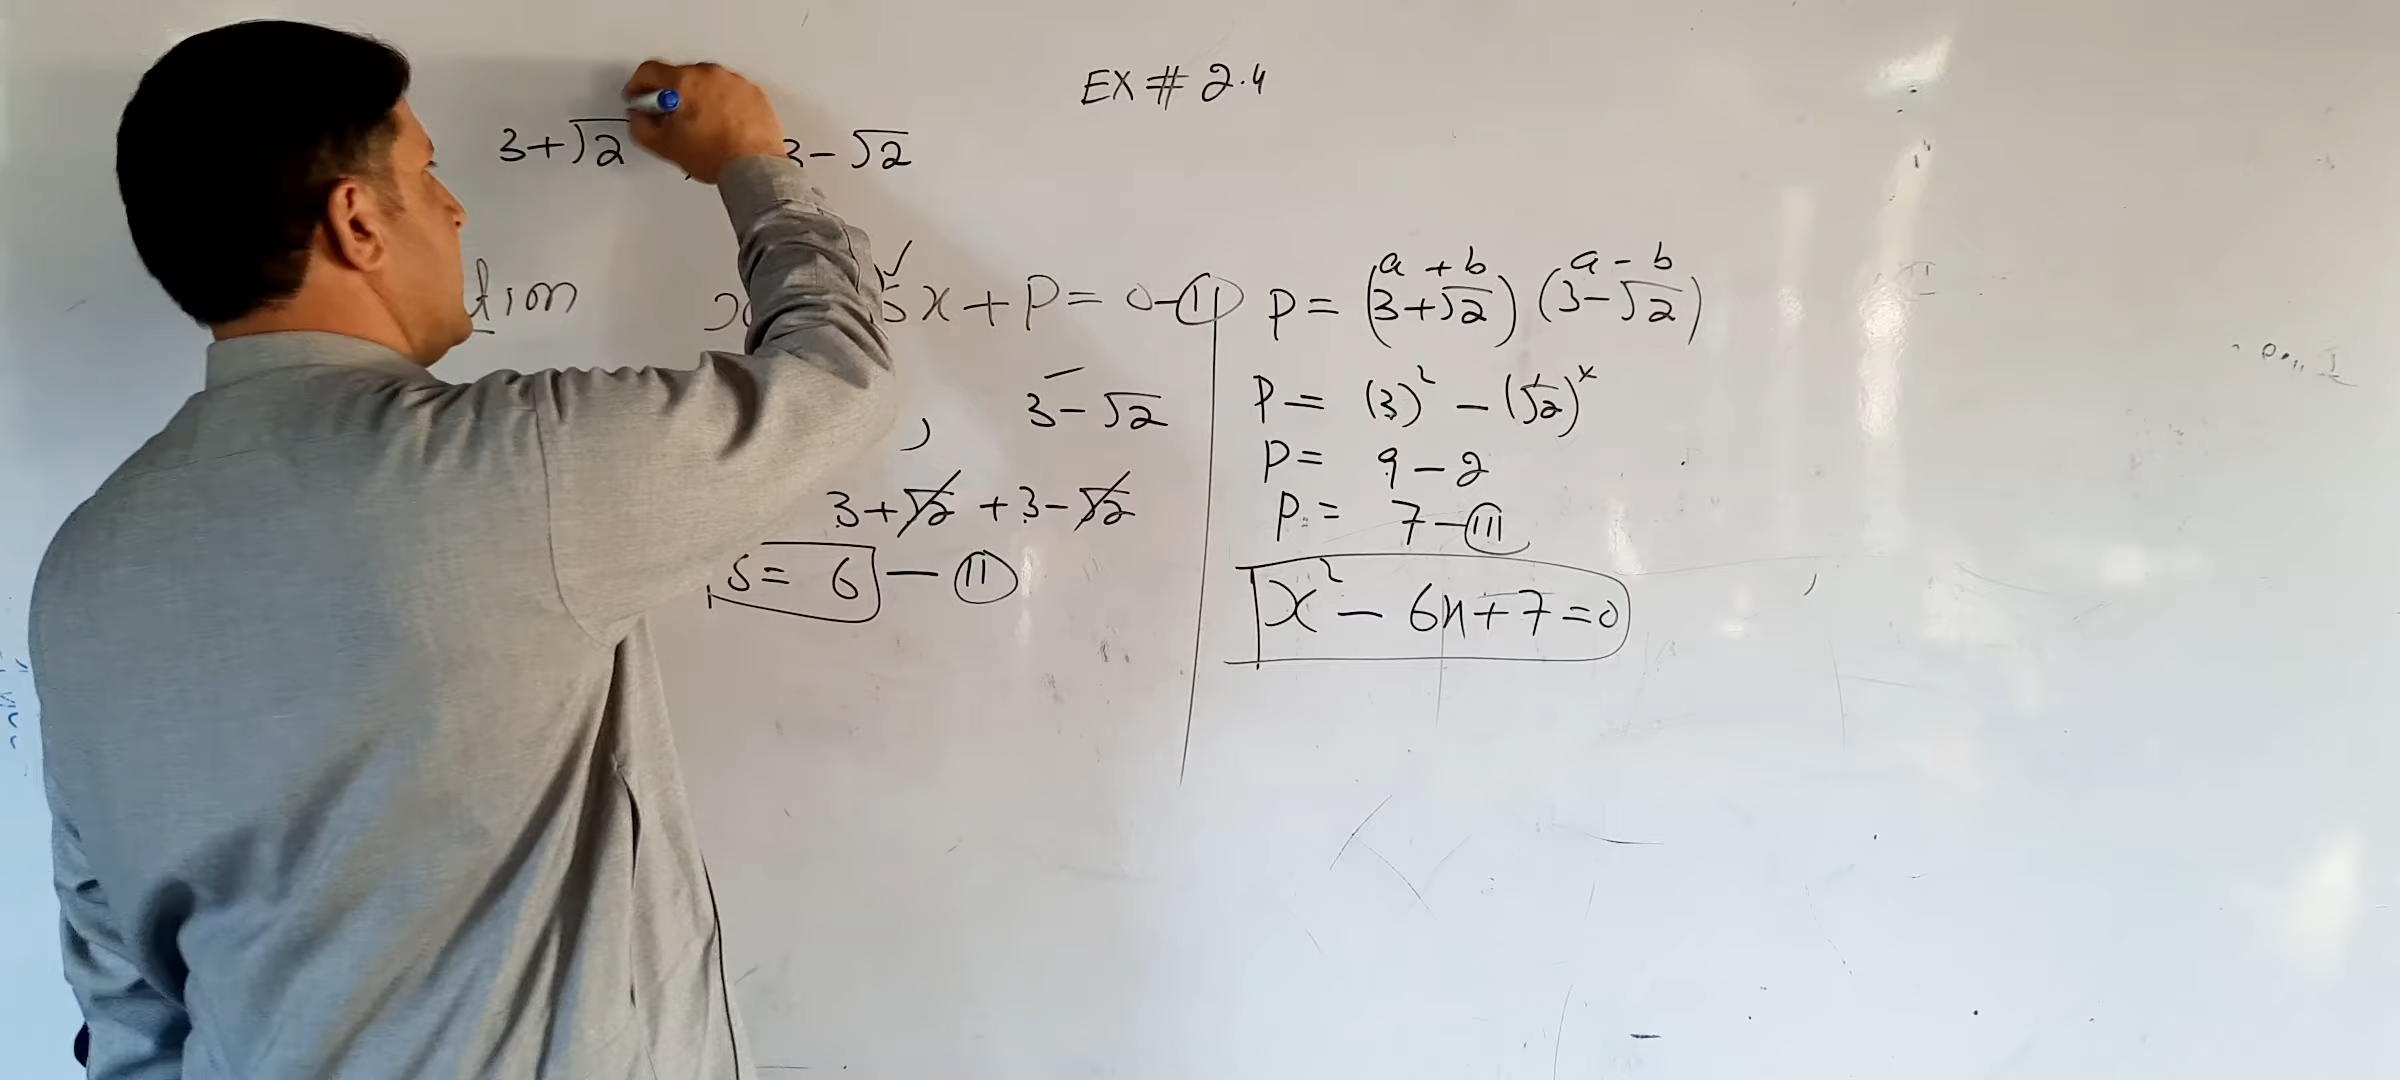 EX # 2.4
3+√2 , 3-√2
tion x Sx+P=0-(I)
, 3-√2
3+√2+3-√2
S= 6 - (II)
a + b a - b
P= (3+√2) (3-√2)
P= (3)² - (√2)²
P= 9-2
P= 7-(III)
x² - 6x+7=0